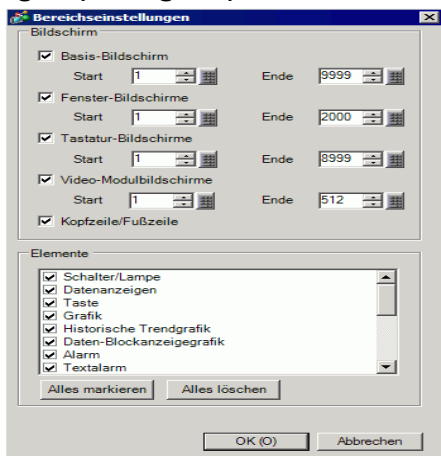 Bereichseinstellungen
Bildschirm
Basis-Bildschirm
Start 1 Ende 9999
Fenster-Bildschirme
Start 1 Ende 2000
Tastatur-Bildschirme
Start 1 Ende 8999
Video-Modulbildschirme
Start 1 Ende 512
Kopfzeile/Fußzeile
Elemente
Schalter/Lampe
Datenanzeigen
Taste
Grafik
Historische Trendgrafik
Daten-Blockanzeigegrafik
Alarm
Textalarm
Alles markieren Alles löschen
OK (O) Abbrechen